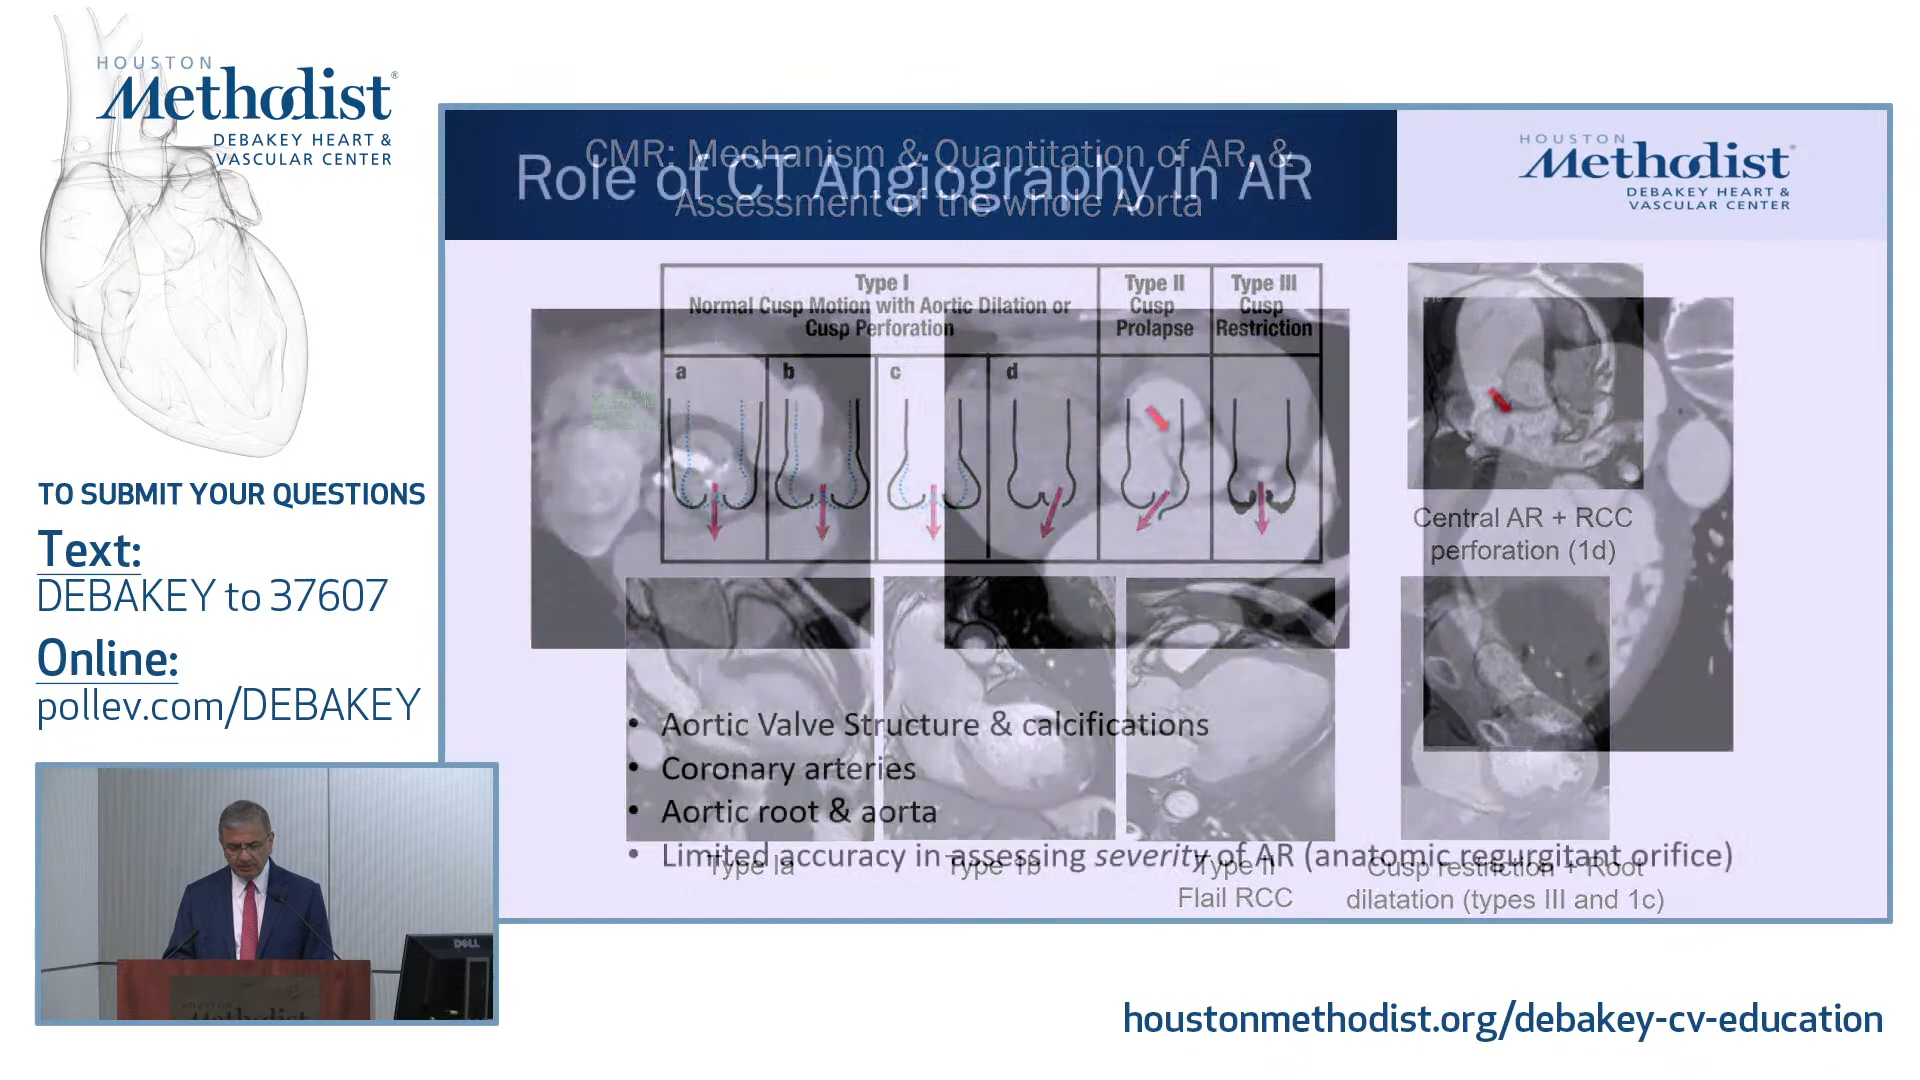 HOUSTON
Methodist®
DEBAKEY HEART &
VASCULAR CENTER
TO SUBMIT YOUR QUESTIONS
Text:
DEBAKEY to 37607
Online:
pollev.com/DEBAKEY
CMR: Mechanism & Quantitation of AR, &
Assessment of the whole Aorta
Role of CT Angiography in AR
HOUSTON
Methodist®
DEBAKEY HEART &
VASCULAR CENTER
Type I
Normal Cusp Motion with Aortic Dilation or
Cusp Perforation
Type II
Cusp
Prolapse
Type III
Cusp
Restriction
a
b
c
d
Central AR + RCC
perforation (1d)
• Aortic Valve Structure & calcifications
• Coronary arteries
• Aortic root & aorta
• Limited accuracy in assessing severity of AR (anatomic regurgitant orifice)
Type Ia
Type 1b
Type II
Flail RCC
Cusp restriction + Root
dilatation (types III and 1c)
DELL
HOUSTON
Methodist
houstonmethodist.org/debakey-cv-education